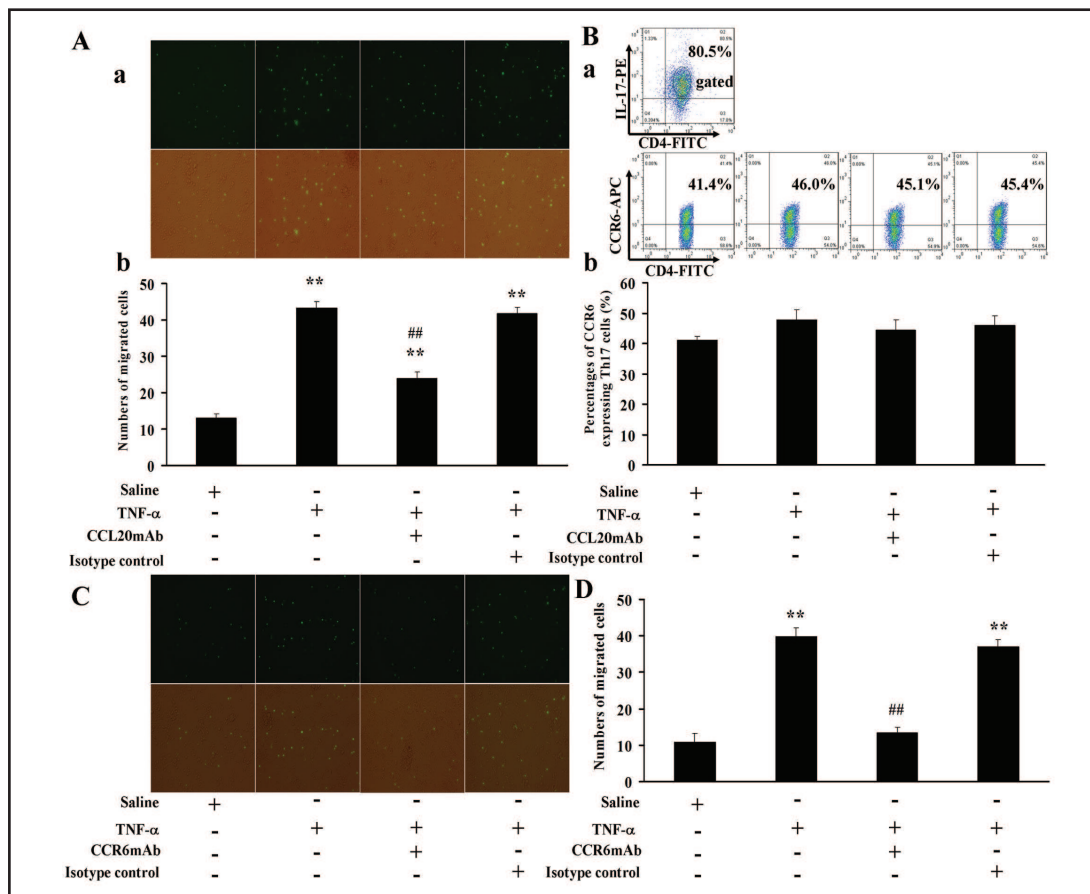 A
a
b
50
40
30
20
10
0
Numbers of migrated cells
**
##
**
**
Saline + - - -
TNF-α - + + +
CCL20mAb - - + -
Isotype control - - - +
B
a
IL-17-PE
80.5%
gated
CD4-FITC
CCR6-APC
41.4%
46.0%
45.1%
45.4%
CD4-FITC
b
60
50
40
30
20
10
0
Percentages of CCR6
expressing Th17 cells (%)
Saline + - - -
TNF-α - + + +
CCL20mAb - - + -
Isotype control - - - +
C
Saline + - - -
TNF-α - + + +
CCR6mAb - - + -
Isotype control - - - +
D
50
40
30
20
10
0
Numbers of migrated cells
**
##
**
Saline + - - -
TNF-α - + + +
CCR6mAb - - + -
Isotype control - - - +